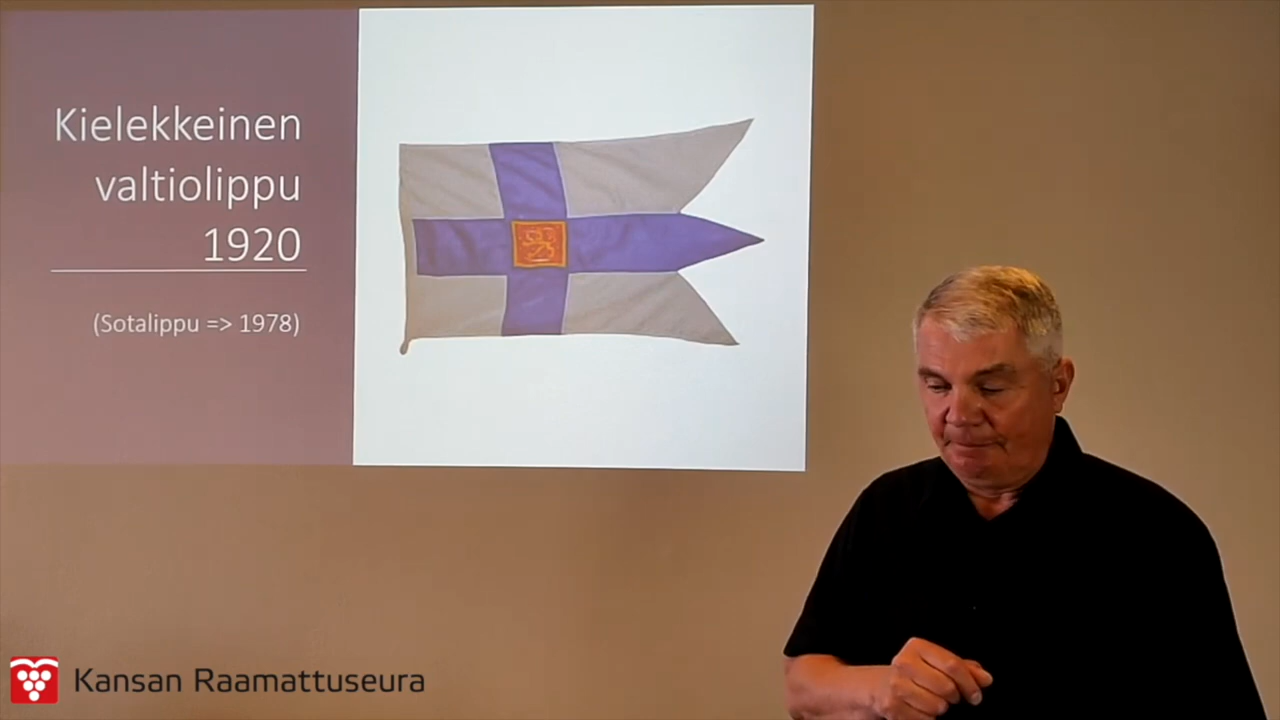 Kielekkeinen
valtiolippu
1920
(Sotalippu => 1978)
Kansan Raamattuseura